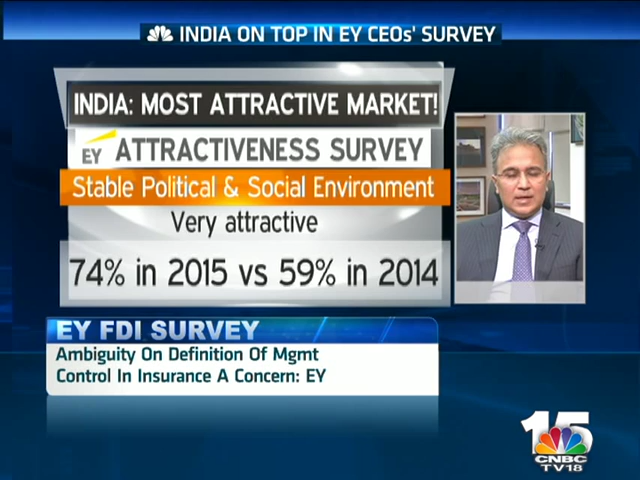 INDIA ON TOP IN EY CEOs' SURVEY
INDIA: MOST ATTRACTIVE MARKET!
EY ATTRACTIVENESS SURVEY
Stable Political & Social Environment
Very attractive
74% in 2015 vs 59% in 2014
EY FDI SURVEY
Ambiguity On Definition Of Mgmt
Control In Insurance A Concern: EY
15
CNBC
TV18